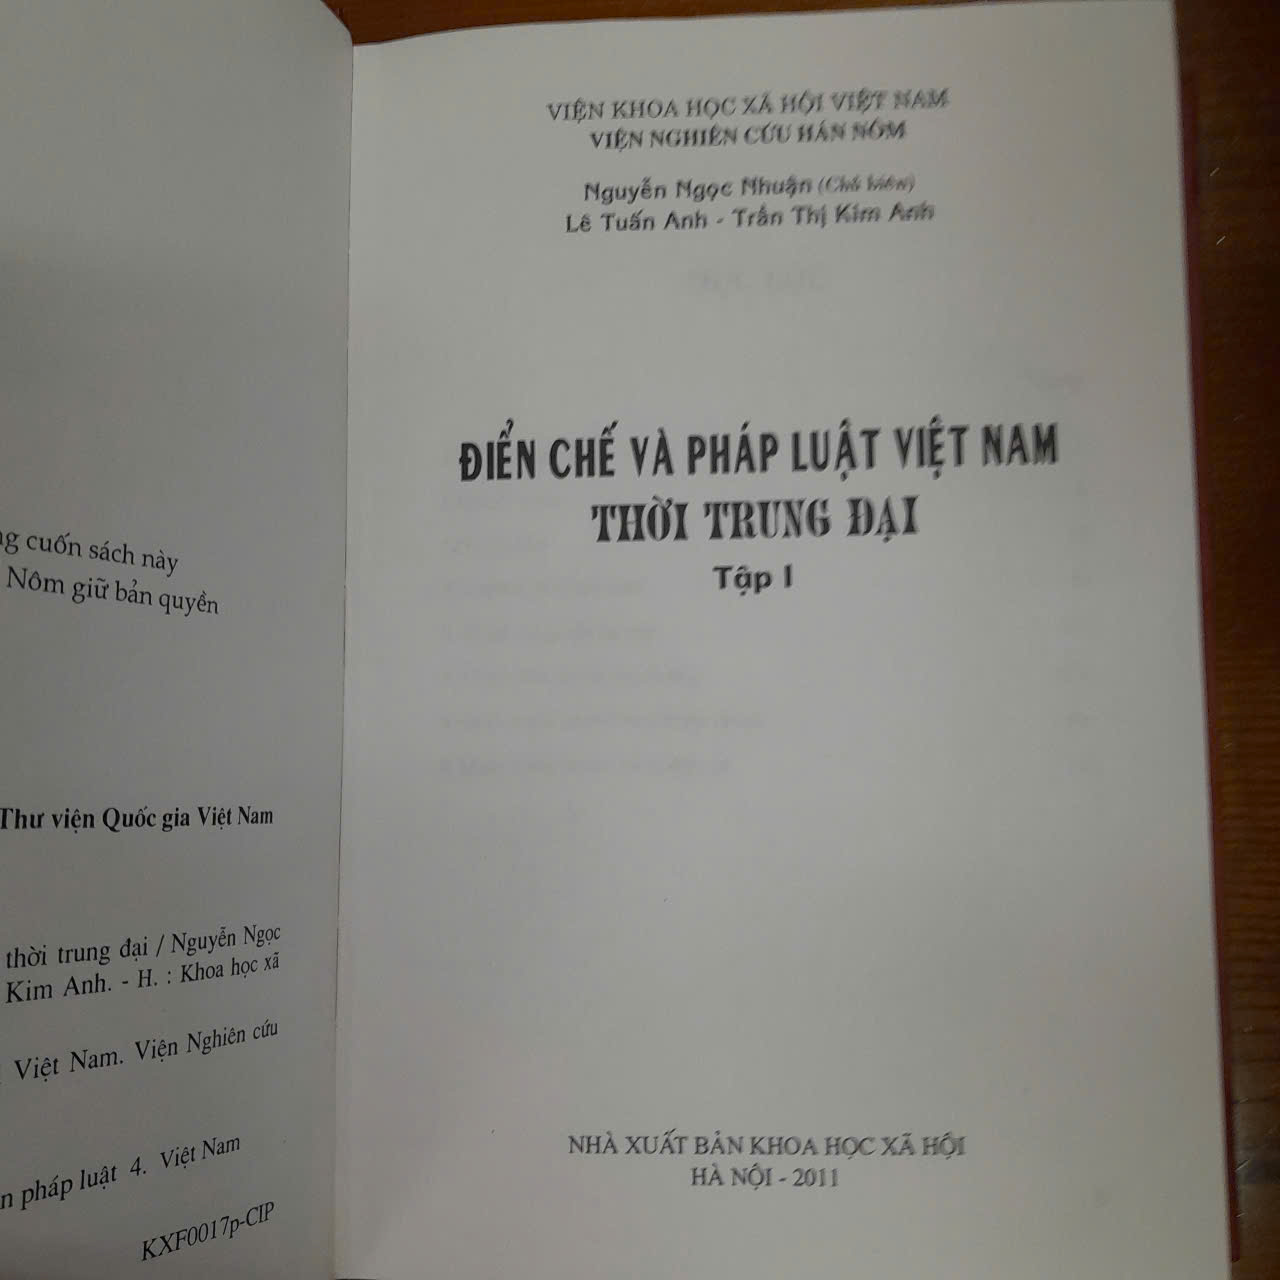 ng cuốn sách này
Nôm giữ bản quyền
Thư viện Quốc gia Việt Nam
thời trung đại / Nguyễn Ngọc
Kim Anh. - H. : Khoa học xã
Việt Nam. Viện Nghiên cứu
n pháp luật 4. Việt Nam
KXF0017p-CIP
VIỆN KHOA HỌC XÃ HỘI VIỆT NAM
VIỆN NGHIÊN CỨU HÁN NÔM
Nguyễn Ngọc Nhuận (Chủ biên)
Lê Tuấn Anh - Trần Thị Kim Anh
ĐIỂN CHẾ VÀ PHÁP LUẬT VIỆT NAM
THỜI TRUNG ĐẠI
Tập I
NHÀ XUẤT BẢN KHOA HỌC XÃ HỘI
HÀ NỘI - 2011